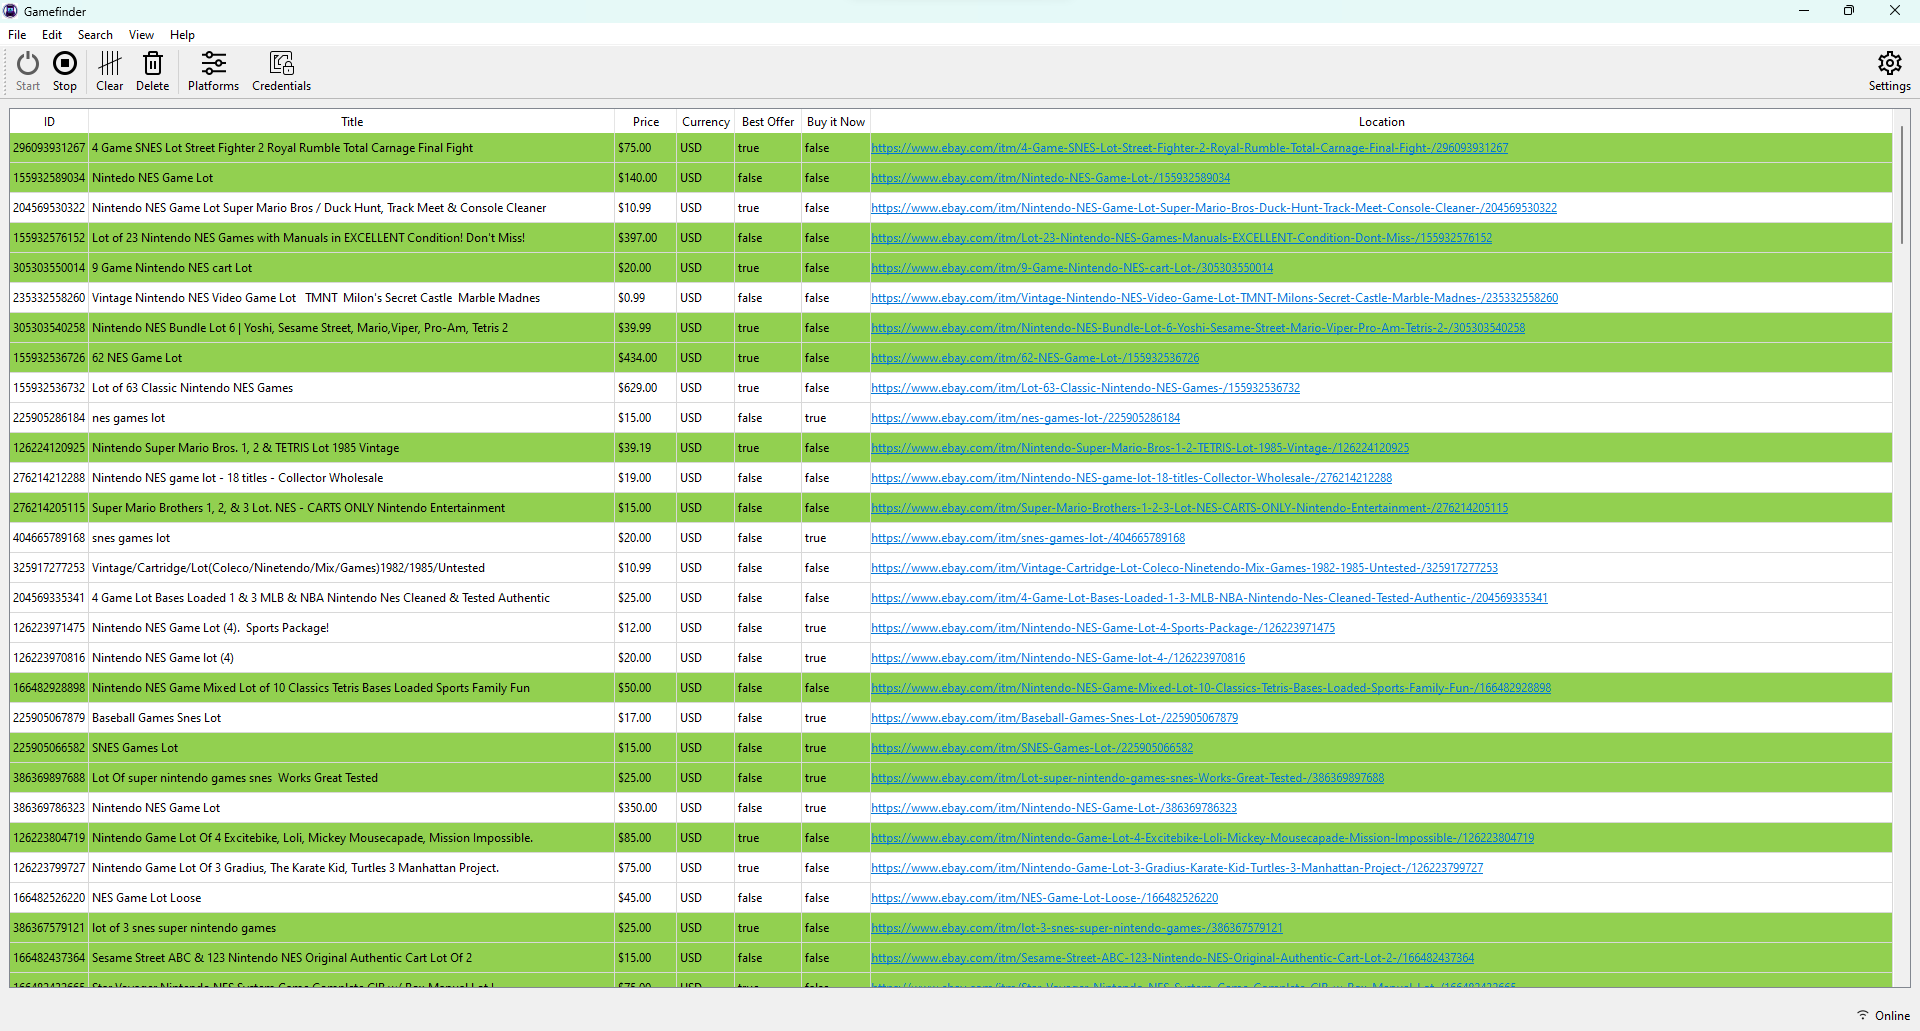 Gamefinder
File Edit Search View Help
Start Stop Clear Delete Platforms Credentials Settings
ID Title Price Currency Best Offer Buy it Now Location
296093931267 4 Game SNES Lot Street Fighter 2 Royal Rumble Total Carnage Final Fight $75.00 USD true false https://www.ebay.com/itm/4-Game-SNES-Lot-Street-Fighter-2-Royal-Rumble-Total-Carnage-Final-Fight-/296093931267
155932589034 Nintedo NES Game Lot $140.00 USD false false https://www.ebay.com/itm/Nintedo-NES-Game-Lot-/155932589034
204569530322 Nintendo NES Game Lot Super Mario Bros / Duck Hunt, Track Meet & Console Cleaner $10.99 USD true false https://www.ebay.com/itm/Nintendo-NES-Game-Lot-Super-Mario-Bros-Duck-Hunt-Track-Meet-Console-Cleaner-/204569530322
155932576152 Lot of 23 Nintendo NES Games with Manuals in EXCELLENT Condition! Don't Miss! $397.00 USD false false https://www.ebay.com/itm/Lot-23-Nintendo-NES-Games-Manuals-EXCELLENT-Condition-Dont-Miss-/155932576152
305303550014 9 Game Nintendo NES cart Lot $20.00 USD true false https://www.ebay.com/itm/9-Game-Nintendo-NES-cart-Lot-/305303550014
235332558260 Vintage Nintendo NES Video Game Lot TMNT Milon's Secret Castle Marble Madnes $0.99 USD false false https://www.ebay.com/itm/Vintage-Nintendo-NES-Video-Game-Lot-TMNT-Milons-Secret-Castle-Marble-Madnes-/235332558260
305303540258 Nintendo NES Bundle Lot 6 | Yoshi, Sesame Street, Mario,Viper, Pro-Am, Tetris 2 $39.99 USD true false https://www.ebay.com/itm/Nintendo-NES-Bundle-Lot-6-Yoshi-Sesame-Street-Mario-Viper-Pro-Am-Tetris-2-/305303540258
155932536726 62 NES Game Lot $434.00 USD true false https://www.ebay.com/itm/62-NES-Game-Lot-/155932536726
155932536732 Lot of 63 Classic Nintendo NES Games $629.00 USD true false https://www.ebay.com/itm/Lot-63-Classic-Nintendo-NES-Games-/155932536732
225905286184 nes games lot $15.00 USD false true https://www.ebay.com/itm/nes-games-lot-/225905286184
126224120925 Nintendo Super Mario Bros. 1, 2 & TETRIS Lot 1985 Vintage $39.19 USD true false https://www.ebay.com/itm/Nintendo-Super-Mario-Bros-1-2-TETRIS-Lot-1985-Vintage-/126224120925
276214212288 Nintendo NES game lot - 18 titles - Collector Wholesale $19.00 USD false false https://www.ebay.com/itm/Nintendo-NES-game-lot-18-titles-Collector-Wholesale-/276214212288
276214205115 Super Mario Brothers 1, 2, & 3 Lot. NES - CARTS ONLY Nintendo Entertainment $15.00 USD false false https://www.ebay.com/itm/Super-Mario-Brothers-1-2-3-Lot-NES-CARTS-ONLY-Nintendo-Entertainment-/276214205115
404665789168 snes games lot $20.00 USD false true https://www.ebay.com/itm/snes-games-lot-/404665789168
325917277253 Vintage/Cartridge/Lot(Coleco/Ninetendo/Mix/Games)1982/1985/Untested $10.99 USD false false https://www.ebay.com/itm/Vintage-Cartridge-Lot-Coleco-Ninetendo-Mix-Games-1982-1985-Untested-/325917277253
204569335341 4 Game Lot Bases Loaded 1 & 3 MLB & NBA Nintendo Nes Cleaned & Tested Authentic $25.00 USD false false https://www.ebay.com/itm/4-Game-Lot-Bases-Loaded-1-3-MLB-NBA-Nintendo-Nes-Cleaned-Tested-Authentic-/204569335341
126223971475 Nintendo NES Game Lot (4). Sports Package! $12.00 USD false true https://www.ebay.com/itm/Nintendo-NES-Game-Lot-4-Sports-Package-/126223971475
126223970816 Nintendo NES Game lot (4) $20.00 USD false true https://www.ebay.com/itm/Nintendo-NES-Game-lot-4-/126223970816
166482928898 Nintendo NES Game Mixed Lot of 10 Classics Tetris Bases Loaded Sports Family Fun $50.00 USD false false https://www.ebay.com/itm/Nintendo-NES-Game-Mixed-Lot-10-Classics-Tetris-Bases-Loaded-Sports-Family-Fun-/166482928898
225905067879 Baseball Games Snes Lot $17.00 USD false true https://www.ebay.com/itm/Baseball-Games-Snes-Lot-/225905067879
225905066582 SNES Games Lot $15.00 USD false true https://www.ebay.com/itm/SNES-Games-Lot-/225905066582
386369897688 Lot Of super nintendo games snes Works Great Tested $25.00 USD false true https://www.ebay.com/itm/Lot-super-nintendo-games-snes-Works-Great-Tested-/386369897688
386369786323 Nintendo NES Game Lot $350.00 USD false true https://www.ebay.com/itm/Nintendo-NES-Game-Lot-/386369786323
126223804719 Nintendo Game Lot Of 4 Excitebike, Loli, Mickey Mousecapade, Mission Impossible. $85.00 USD true false https://www.ebay.com/itm/Nintendo-Game-Lot-4-Excitebike-Loli-Mickey-Mousecapade-Mission-Impossible-/126223804719
126223799727 Nintendo Game Lot Of 3 Gradius, The Karate Kid, Turtles 3 Manhattan Project. $75.00 USD true false https://www.ebay.com/itm/Nintendo-Game-Lot-3-Gradius-Karate-Kid-Turtles-3-Manhattan-Project-/126223799727
166482526220 NES Game Lot Loose $45.00 USD false false https://www.ebay.com/itm/NES-Game-Lot-Loose-/166482526220
386367579121 lot of 3 snes super nintendo games $25.00 USD true false https://www.ebay.com/itm/lot-3-snes-super-nintendo-games-/386367579121
166482437364 Sesame Street ABC & 123 Nintendo NES Original Authentic Cart Lot Of 2 $15.00 USD false false https://www.ebay.com/itm/Sesame-Street-ABC-123-Nintendo-NES-Original-Authentic-Cart-Lot-2-/166482437364
Online